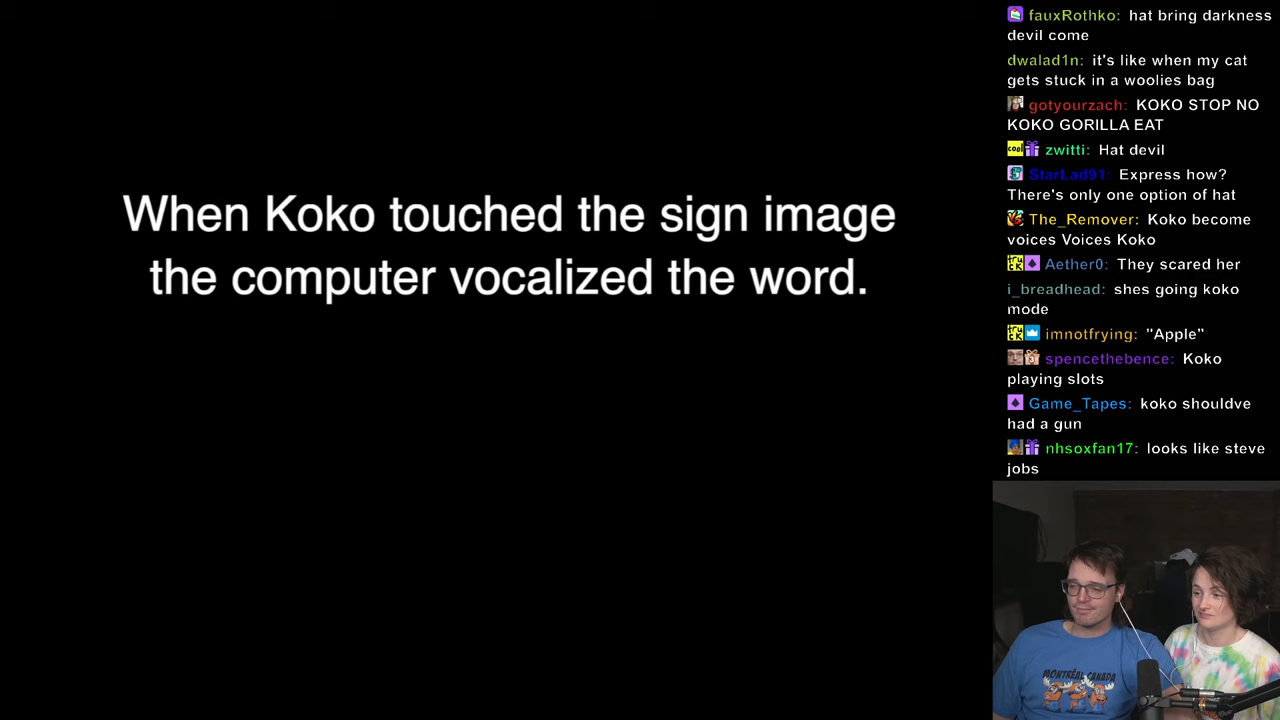 When Koko touched the sign image
the computer vocalized the word.
fauxRothko: hat bring darkness
devil come
dwalad1n: it's like when my cat
gets stuck in a woolies bag
gotyourzach: KOKO STOP NO
KOKO GORILLA EAT
zwitti: Hat devil
StarLad91: Express how?
There's only one option of hat
The_Remover: Koko become
voices Voices Koko
Aether0: They scared her
i_breadhead: shes going koko
mode
imnotfrying: "Apple"
spencethebence: Koko
playing slots
Game_Tapes: koko shouldve
had a gun
nhsoxfan17: looks like steve
jobs
MONTRÉAL CANADA